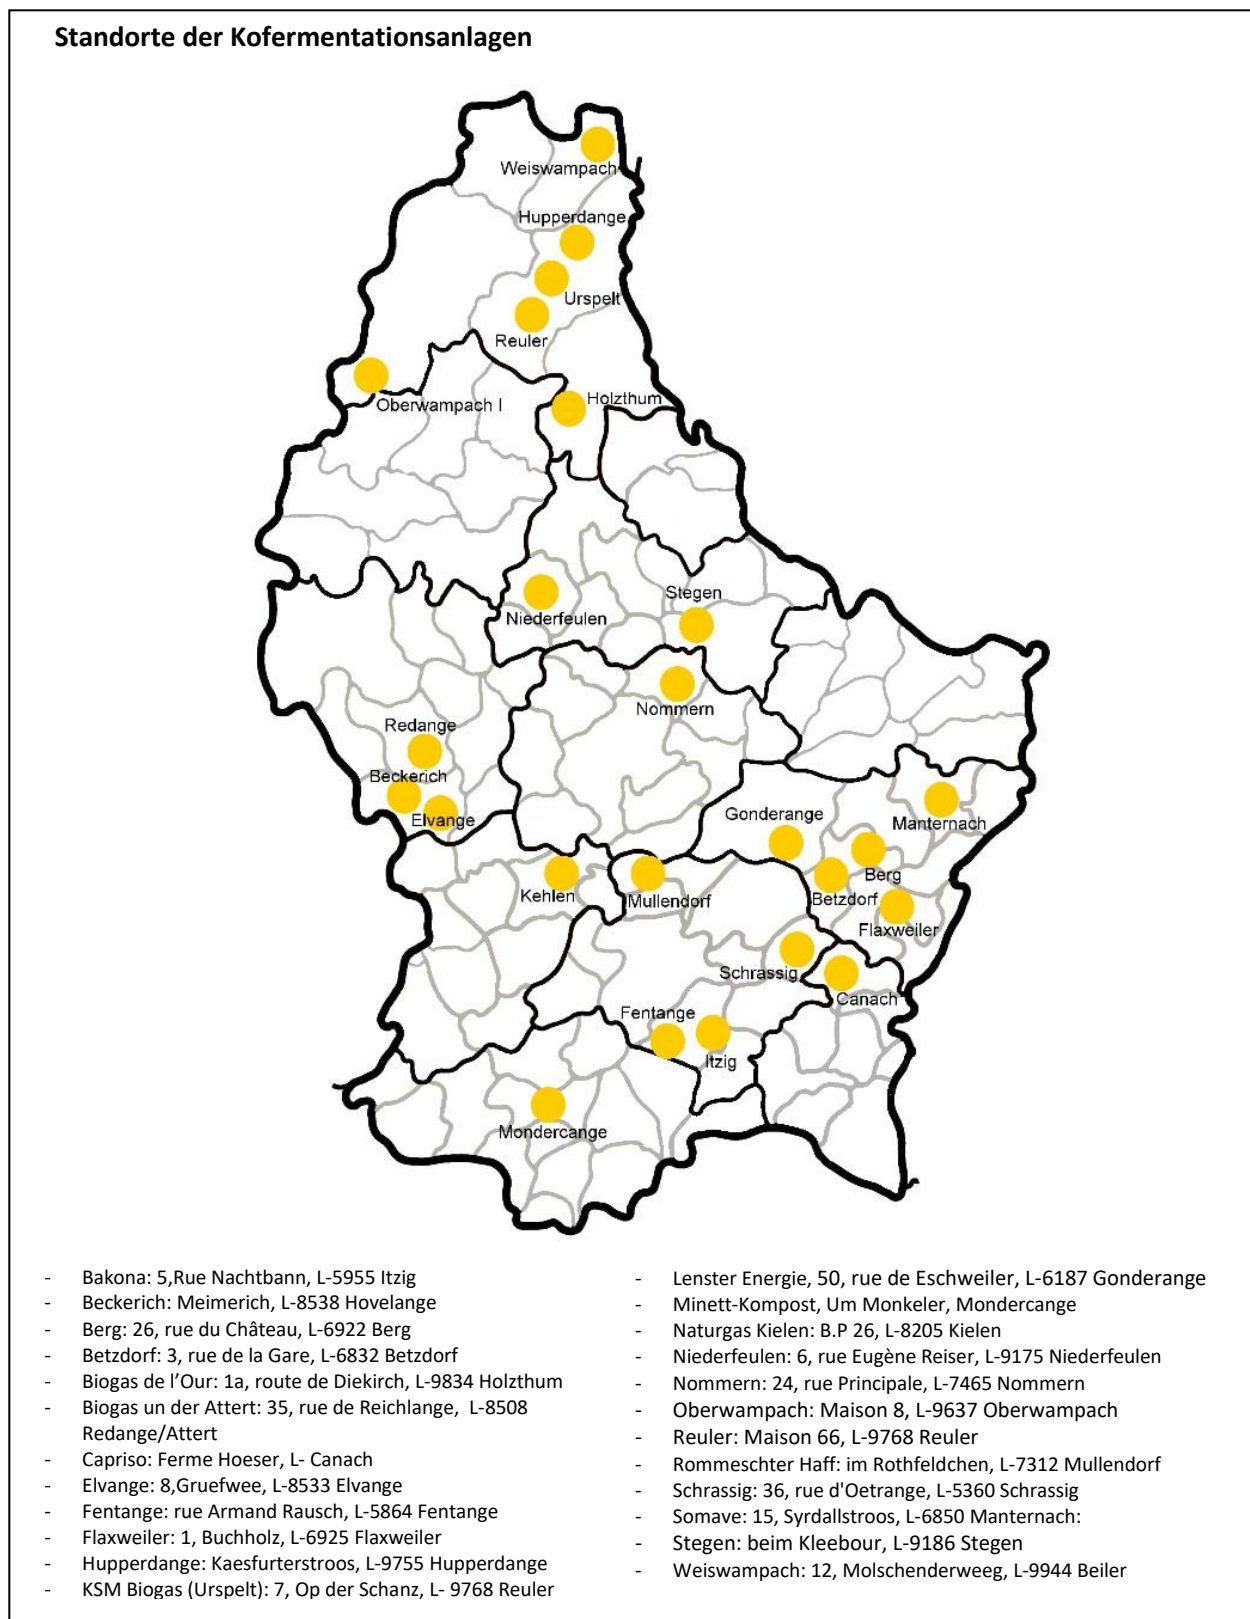 Standorte der Kofermentationsanlagen
Weiswampach
Hupperdange
Urspelt
Reuler
Oberwampach I
Holzthum
Stegen
Niederfeulen
Nommern
Redange
Beckerich
Elvange
Gonderange
Manternach
Berg
Betzdorf
Kehlen
Mullendorf
Flaxweiler
Schrassig
Canach
Fentange
Itzig
Mondercange
- Bakona: 5,Rue Nachtbann, L-5955 Itzig
- Beckerich: Meimerich, L-8538 Hovelange
- Berg: 26, rue du Château, L-6922 Berg
- Betzdorf: 3, rue de la Gare, L-6832 Betzdorf
- Biogas de l’Our: 1a, route de Diekirch, L-9834 Holzthum
- Biogas un der Attert: 35, rue de Reichlange, L-8508
Redange/Attert
- Capriso: Ferme Hoeser, L- Canach
- Elvange: 8,Gruefwee, L-8533 Elvange
- Fentange: rue Armand Rausch, L-5864 Fentange
- Flaxweiler: 1, Buchholz, L-6925 Flaxweiler
- Hupperdange: Kaesfurterstroos, L-9755 Hupperdange
- KSM Biogas (Urspelt): 7, Op der Schanz, L- 9768 Reuler
- Lenster Energie, 50, rue de Eschweiler, L-6187 Gonderange
- Minett-Kompost, Um Monkeler, Mondercange
- Naturgas Kielen: B.P 26, L-8205 Kielen
- Niederfeulen: 6, rue Eugène Reiser, L-9175 Niederfeulen
- Nommern: 24, rue Principale, L-7465 Nommern
- Oberwampach: Maison 8, L-9637 Oberwampach
- Reuler: Maison 66, L-9768 Reuler
- Rommeschter Haff: im Rothfeldchen, L-7312 Mullendorf
- Schrassig: 36, rue d'Oetrange, L-5360 Schrassig
- Somave: 15, Syrdallstroos, L-6850 Manternach:
- Stegen: beim Kleebour, L-9186 Stegen
- Weiswampach: 12, Molschenderweeg, L-9944 Beiler